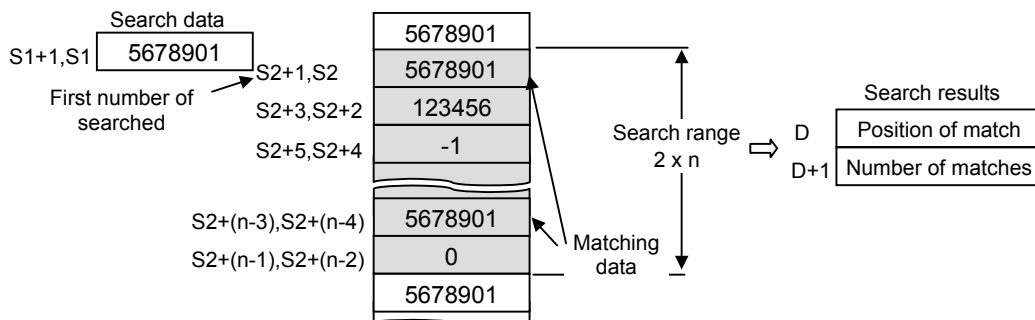 Search data
S1+1,S1
5678901
First number of
searched
5678901
S2+1,S2
5678901
S2+3,S2+2
123456
S2+5,S2+4
-1
S2+(n-3),S2+(n-4)
5678901
S2+(n-1),S2+(n-2)
0
5678901
Matching
data
Search range
2 x n
Search results
D
Position of match
D+1
Number of matches